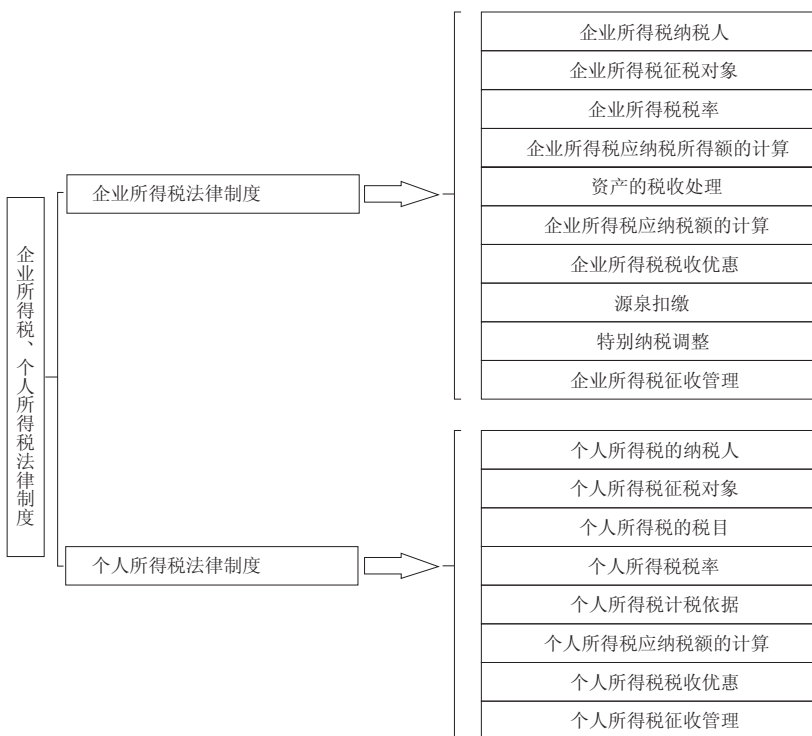 企业所得税、个人所得税法律制度
企业所得税法律制度
企业所得税纳税人
企业所得税征税对象
企业所得税税率
企业所得税应纳税所得额的计算
资产的税收处理
企业所得税应纳税额的计算
企业所得税税收优惠
源泉扣缴
特别纳税调整
企业所得税征收管理
个人所得税法律制度
个人所得税的纳税人
个人所得税征税对象
个人所得税的税目
个人所得税税率
个人所得税计税依据
个人所得税应纳税额的计算
个人所得税税收优惠
个人所得税征收管理